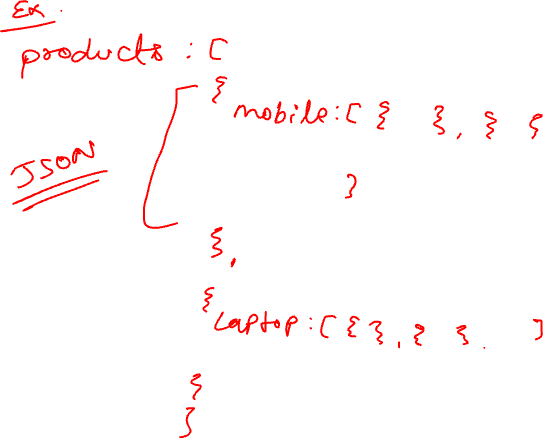 Ex.
products : [
{
mobile : [ { }, { }
]
JSON
},
{
laptop : [ { }, { } . ]
}
]